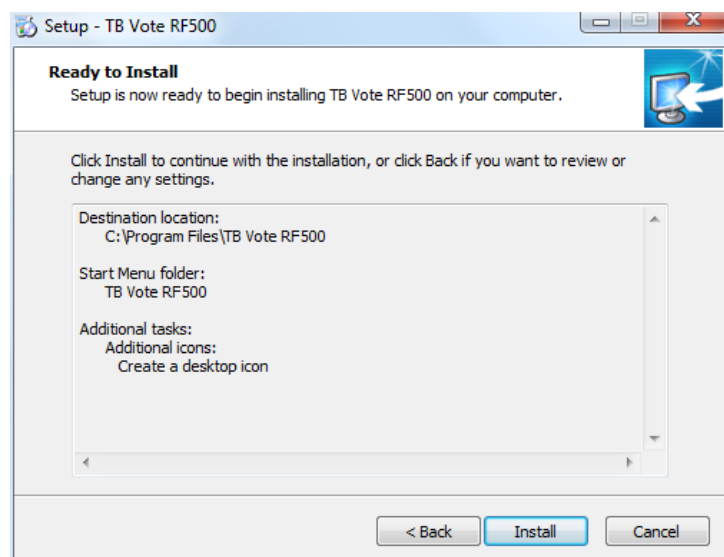 Setup - TB Vote RF500
Ready to Install
Setup is now ready to begin installing TB Vote RF500 on your computer.
Click Install to continue with the installation, or click Back if you want to review or
change any settings.
Destination location:
C:\Program Files\TB Vote RF500
Start Menu folder:
TB Vote RF500
Additional tasks:
Additional icons:
Create a desktop icon
< Back Install Cancel